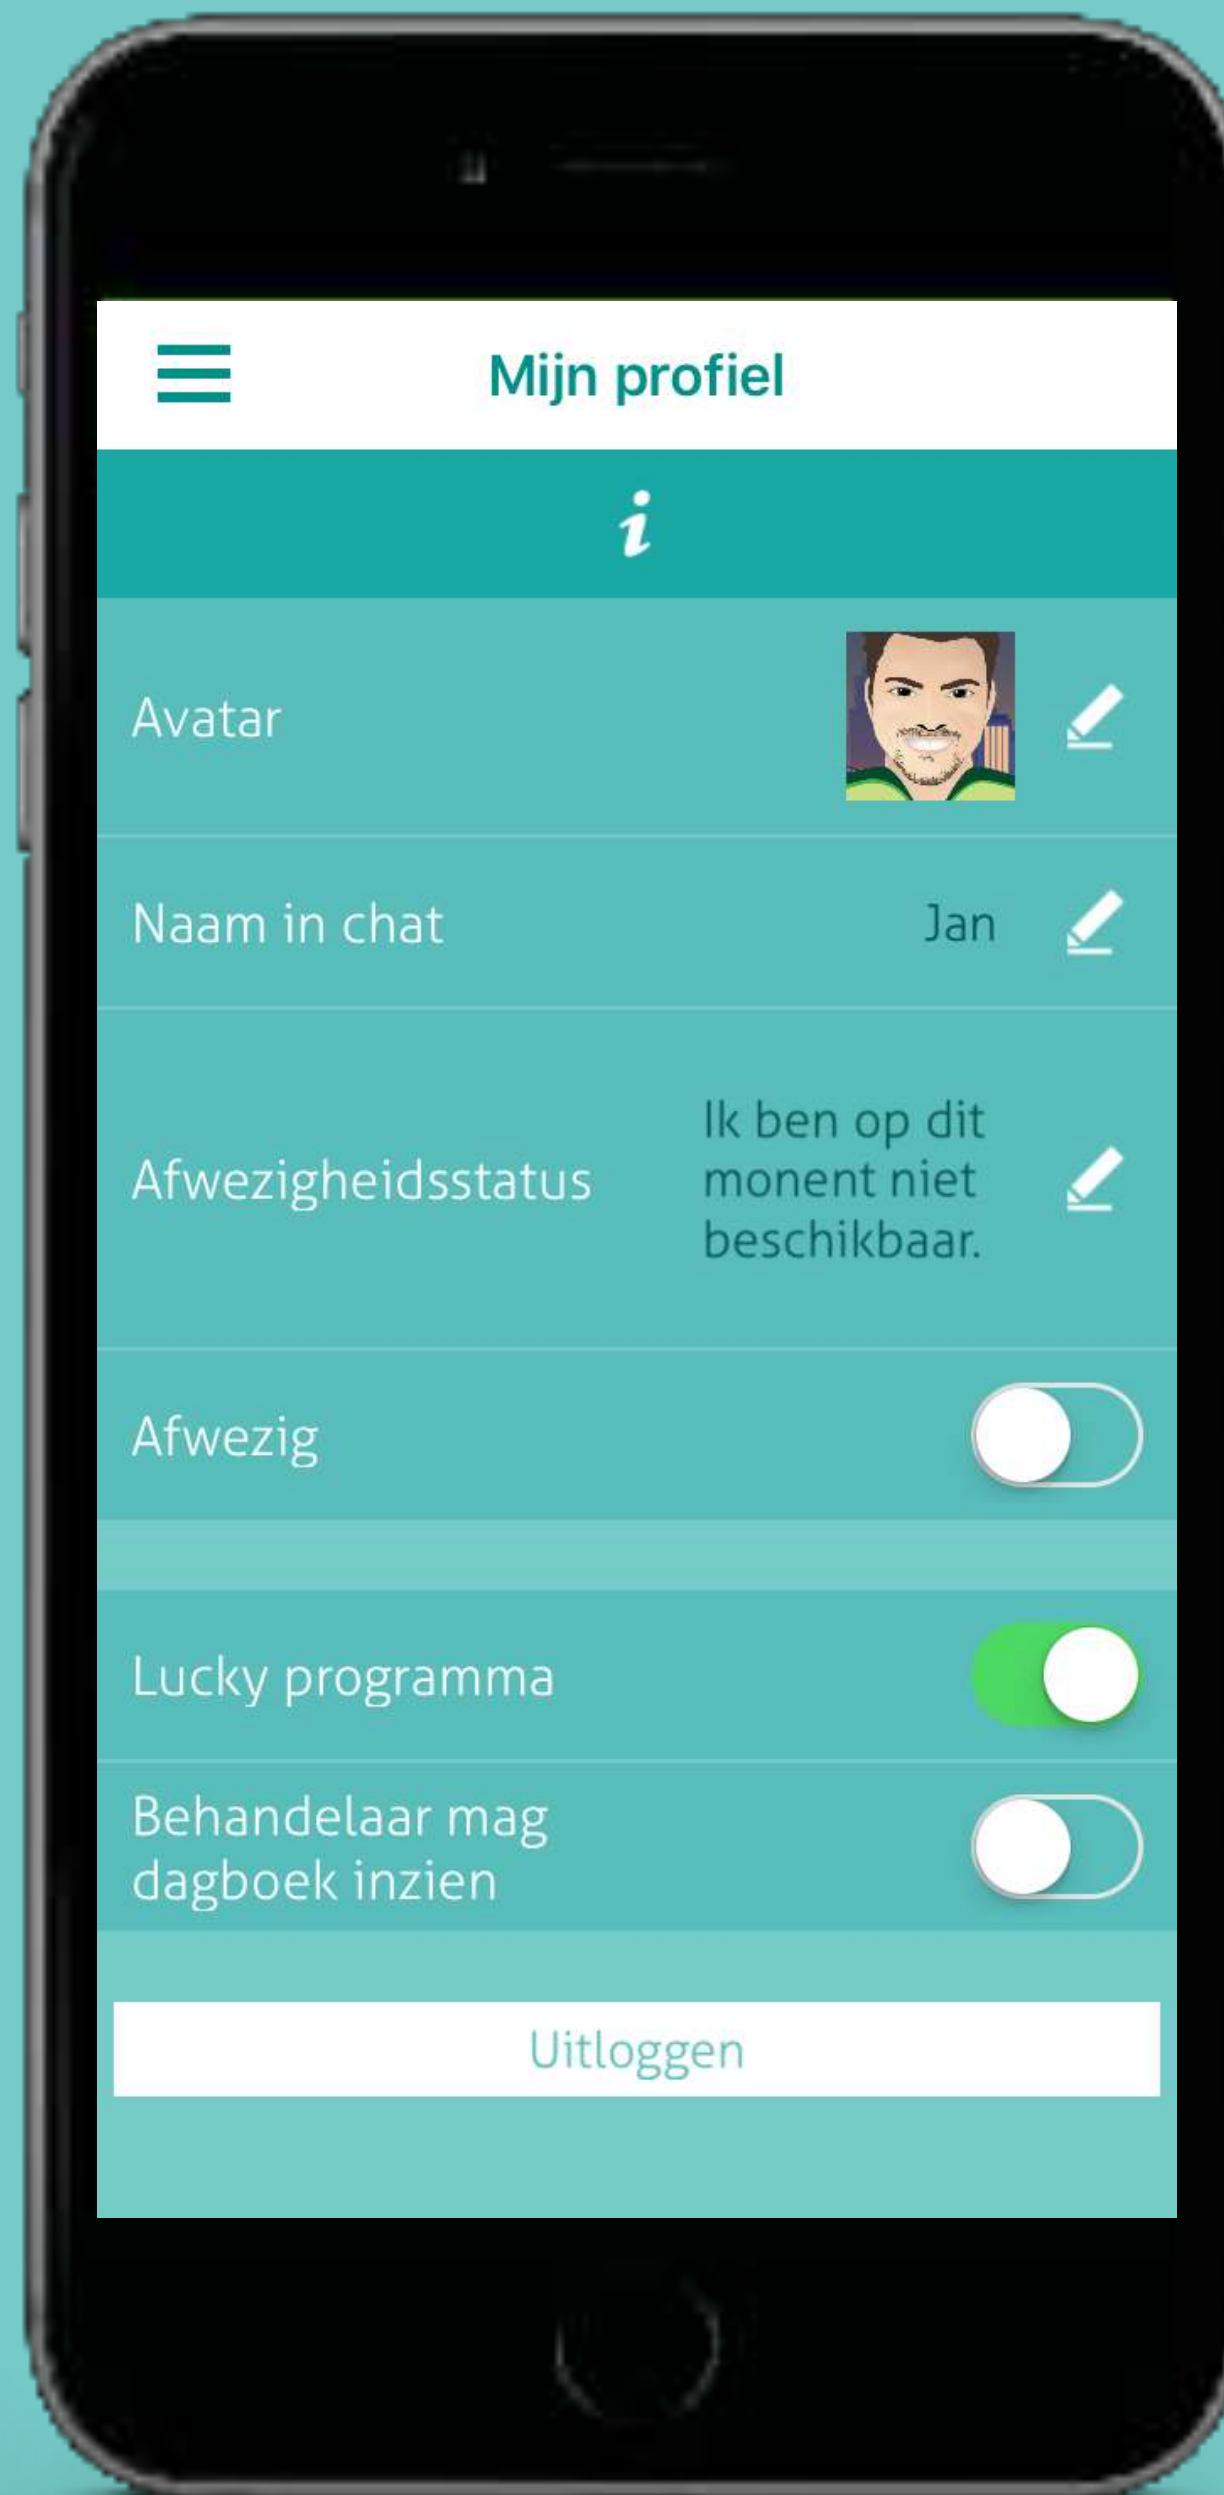 Mijn profiel
i
Avatar
Naam in chat
Jan
Afwezigheidsstatus
Ik ben op dit
monent niet
beschikbaar.
Afwezig
Lucky programma
Behandelaar mag
dagboek inzien
Uitloggen